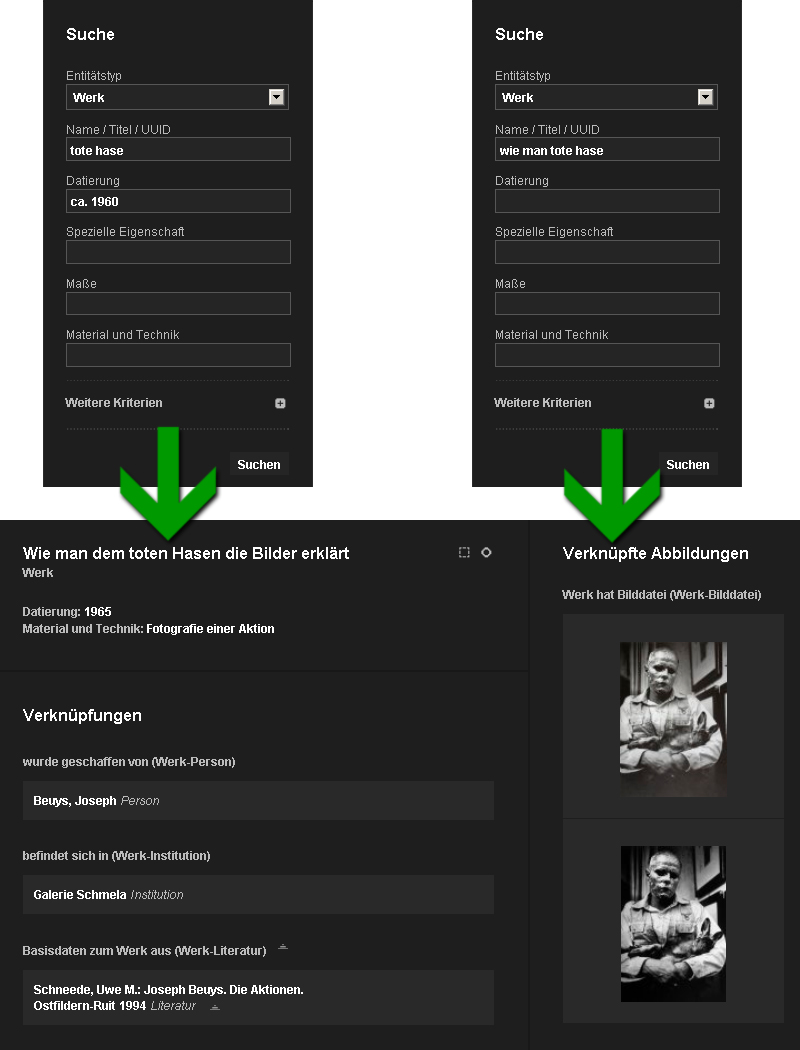 Suche
Entitätstyp
Werk
Name / Titel / UUID
tote hase
Datierung
ca. 1960
Spezielle Eigenschaft
Maße
Material und Technik
Weitere Kriterien
Suchen
Suche
Entitätstyp
Werk
Name / Titel / UUID
wie man tote hase
Datierung
Spezielle Eigenschaft
Maße
Material und Technik
Weitere Kriterien
Suchen
Wie man dem toten Hasen die Bilder erklärt
Werk
Datierung: 1965
Material und Technik: Fotografie einer Aktion
Verknüpfungen
wurde geschaffen von (Werk-Person)
Beuys, Joseph Person
befindet sich in (Werk-Institution)
Galerie Schmela Institution
Basisdaten zum Werk aus (Werk-Literatur)
Schneede, Uwe M.: Joseph Beuys. Die Aktionen.
Ostfildern-Ruit 1994 Literatur
Verknüpfte Abbildungen
Werk hat Bilddatei (Werk-Bilddatei)